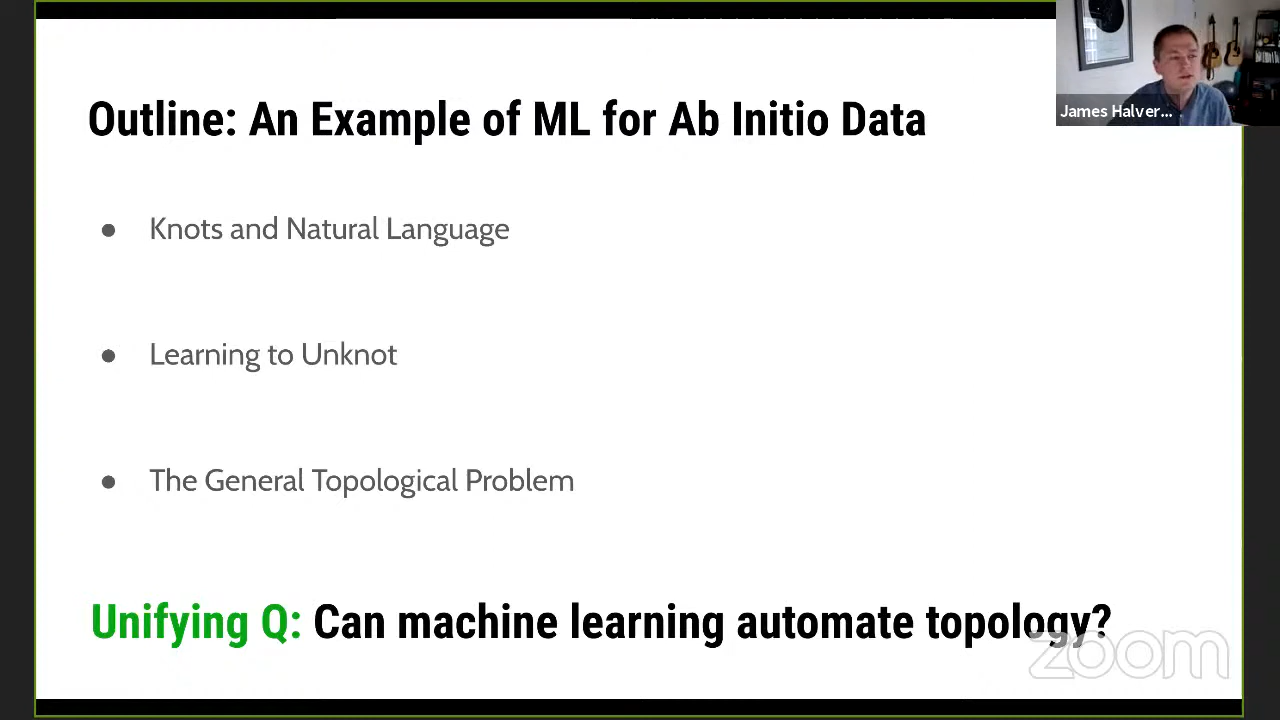 Outline: An Example of ML for Ab Initio Data
James Halver...
● Knots and Natural Language
● Learning to Unknot
● The General Topological Problem
Unifying Q: Can machine learning automate topology?
zoom